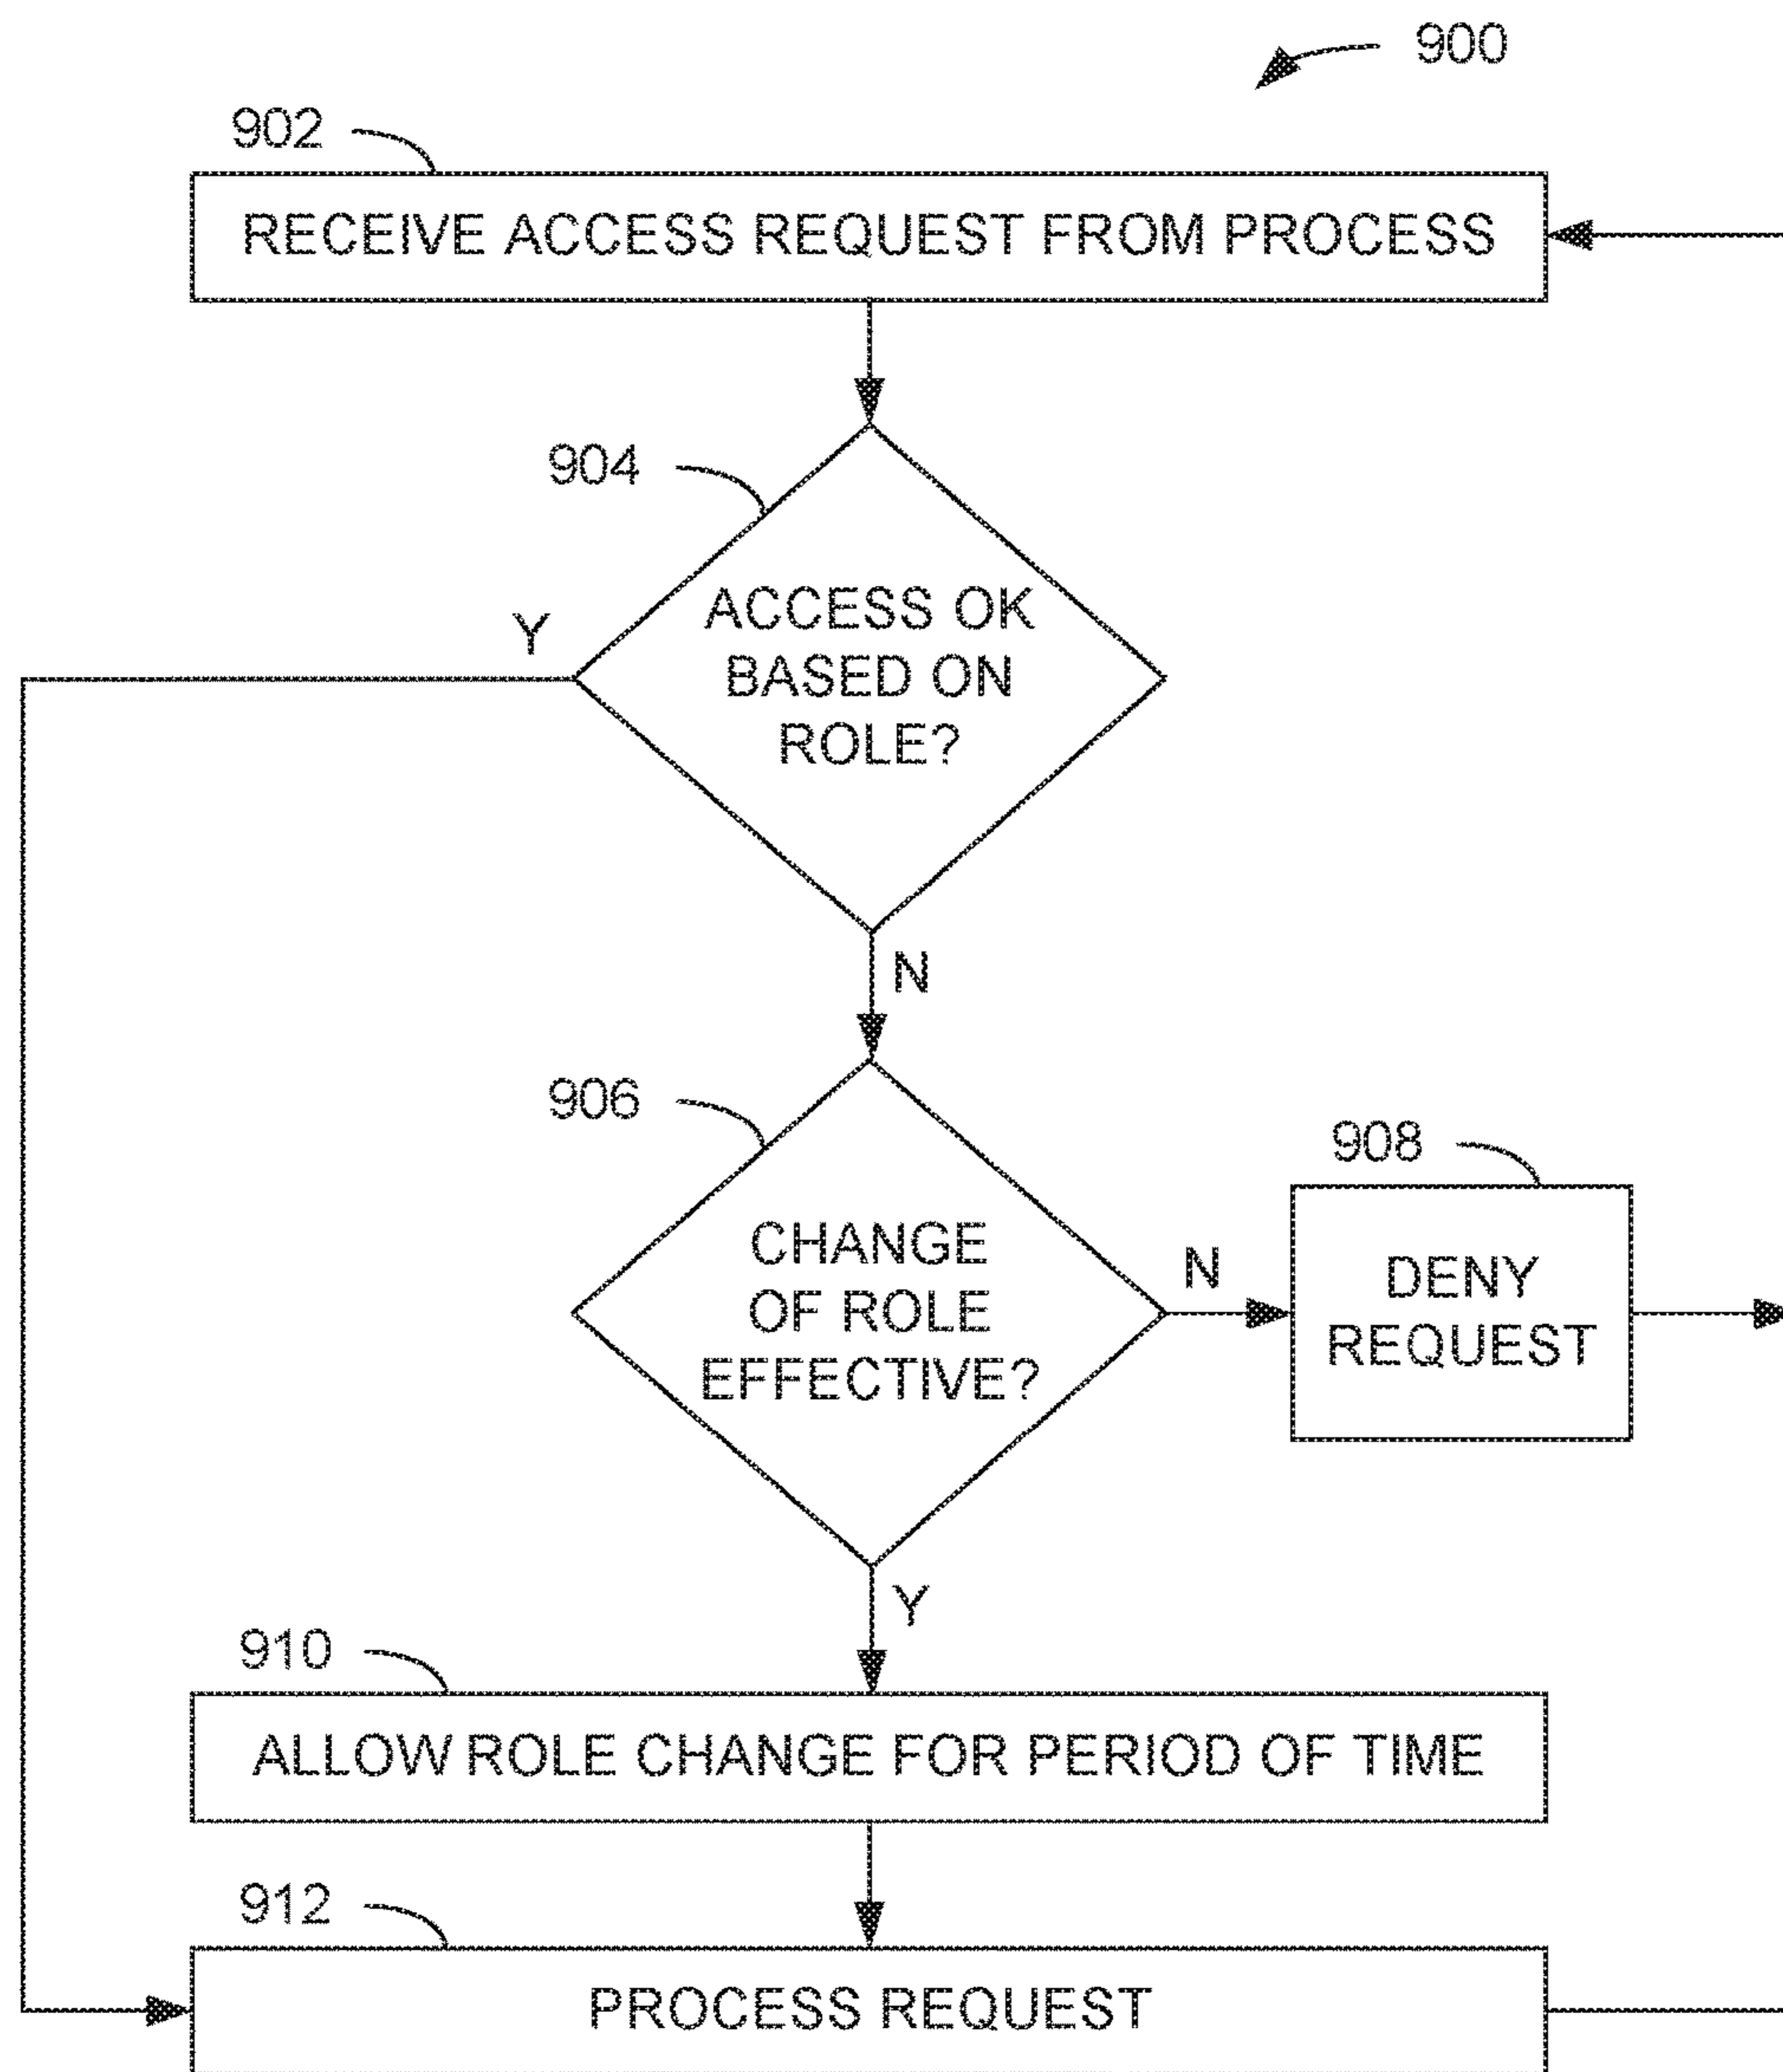 900
902
RECEIVE ACCESS REQUEST FROM PROCESS
904
ACCESS OK
BASED ON
ROLE?
Y
N
906
CHANGE
OF ROLE
EFFECTIVE?
N
908
DENY
REQUEST
Y
910
ALLOW ROLE CHANGE FOR PERIOD OF TIME
912
PROCESS REQUEST